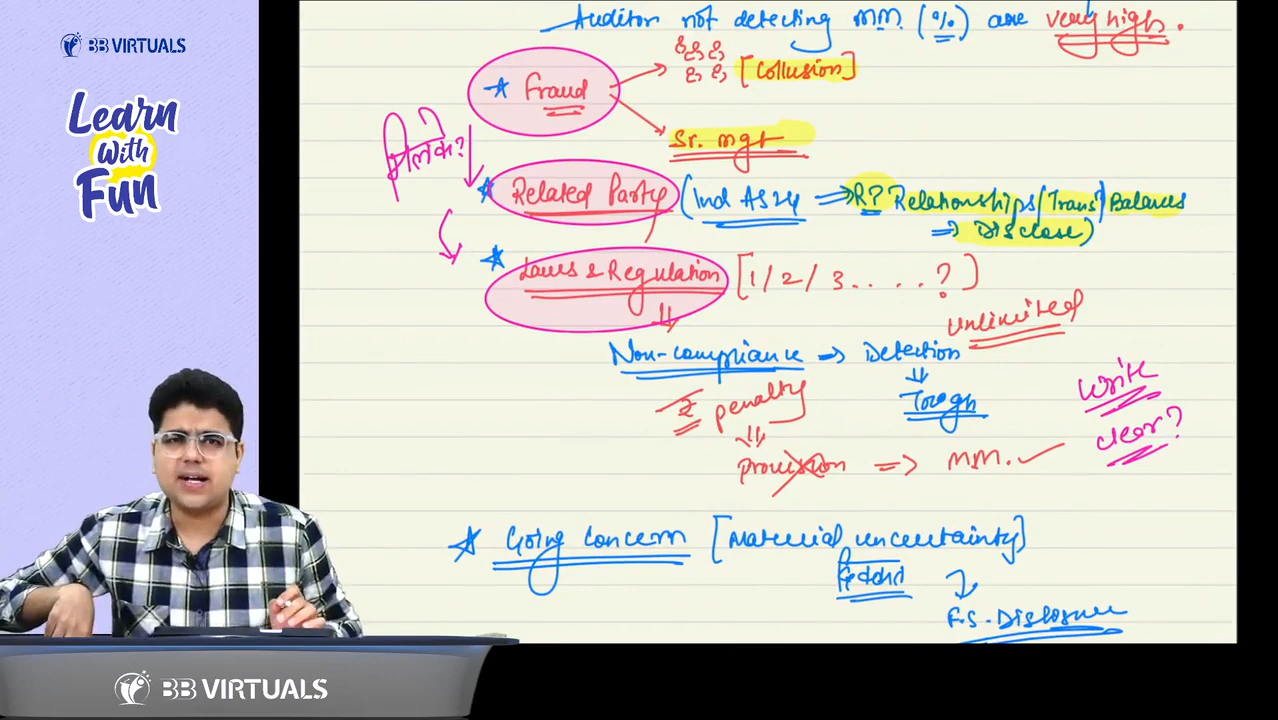 BB VIRTUALS
Learn
with
Fun
Auditor not detecting MM (%) are very high.
Fraud
[Collusion]
Sr. mgt
Related Party (Ind AS 24 ⇒ RP? Relationships/Trans/Balances
⇒ Disclose)
Laws & Regulation [1/2/3.....?]
unlimited
Non-compliance → Detection
Tough
₹ penalty
provision ⇒ MM. ✓
write
clear?
Going Concern [Material uncertainty]
F.S. Disclosure
BB VIRTUALS